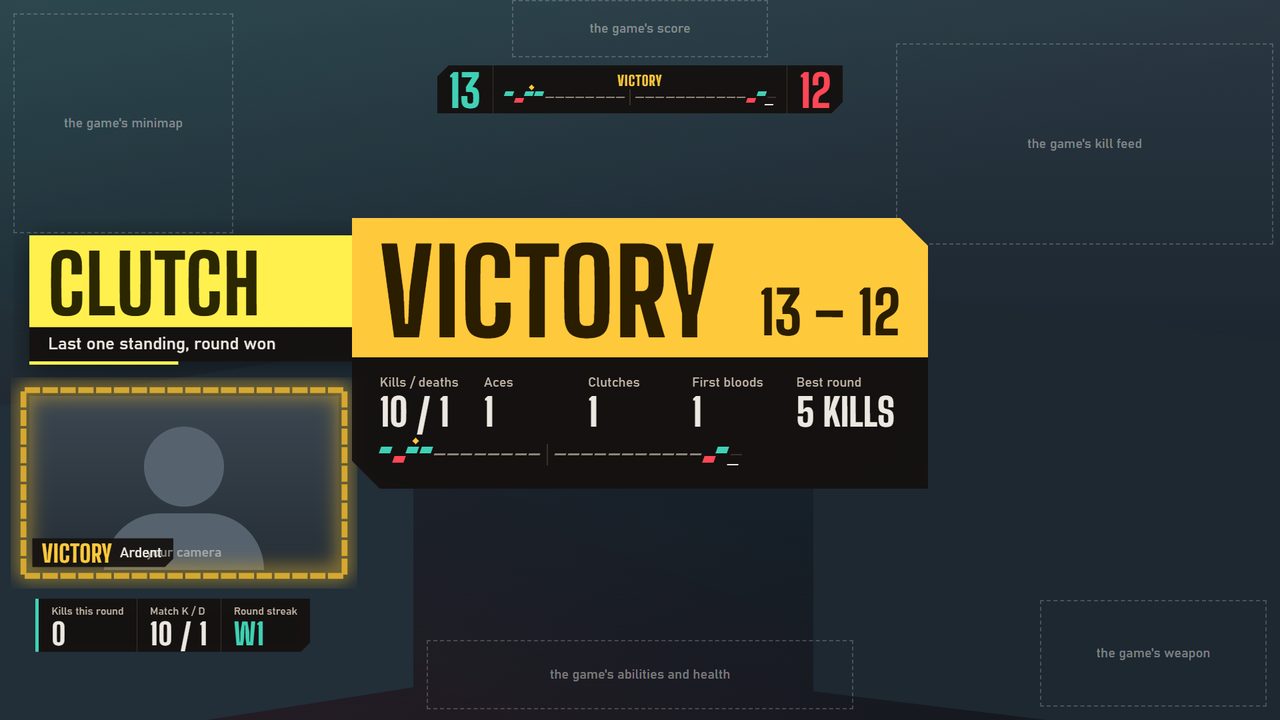 the game's score
the game's minimap
13
VICTORY
12
the game's kill feed
CLUTCH
Last one standing, round won
VICTORY
13 – 12
Kills / deaths
10 / 1
Aces
1
Clutches
1
First bloods
1
Best round
5 KILLS
VICTORY Ardent
your camera
Kills this round
0
Match K / D
10 / 1
Round streak
W1
the game's abilities and health
the game's weapon